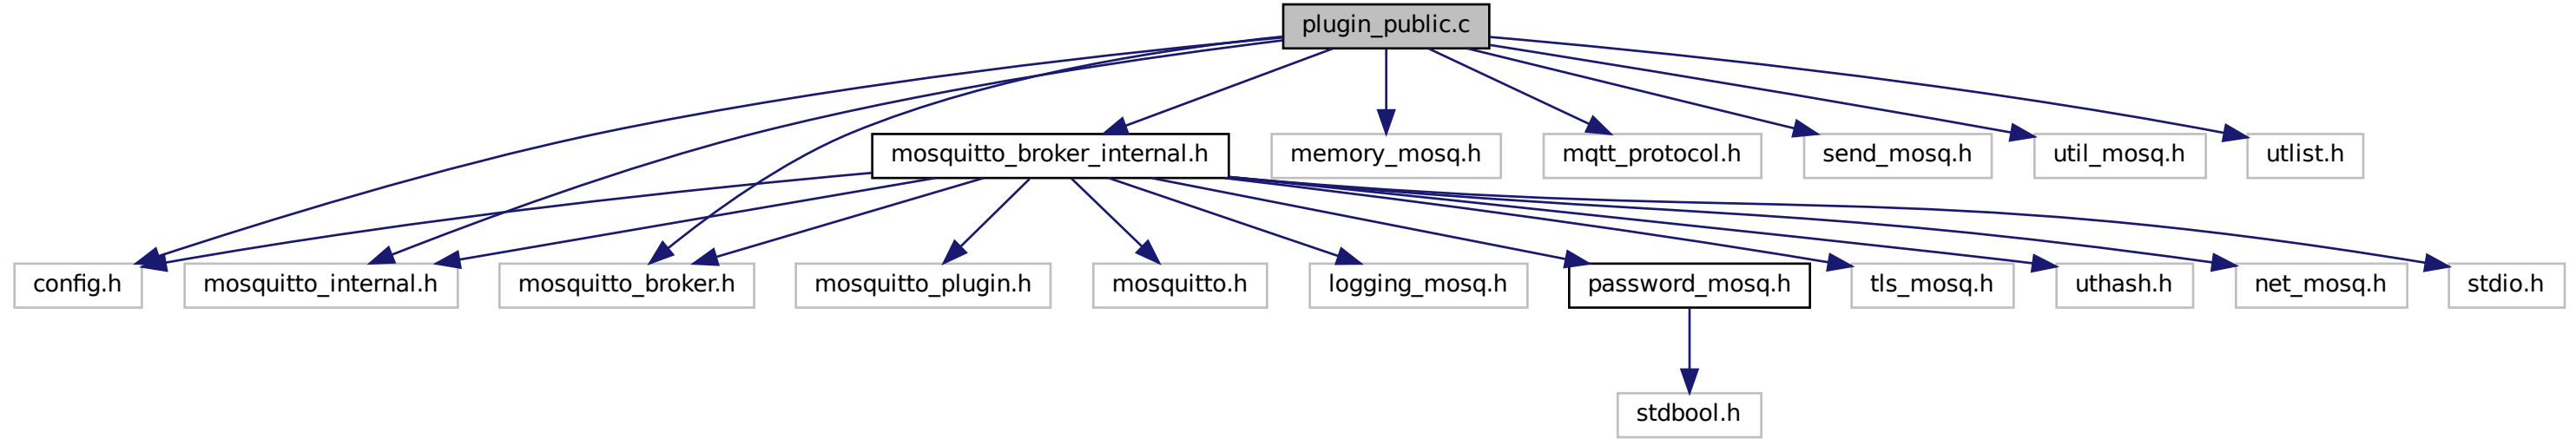 plugin_public.c
mosquitto_broker_internal.h
memory_mosq.h
mqtt_protocol.h
send_mosq.h
util_mosq.h
utlist.h
config.h
mosquitto_internal.h
mosquitto_broker.h
mosquitto_plugin.h
mosquitto.h
logging_mosq.h
password_mosq.h
tls_mosq.h
uthash.h
net_mosq.h
stdio.h
stdbool.h